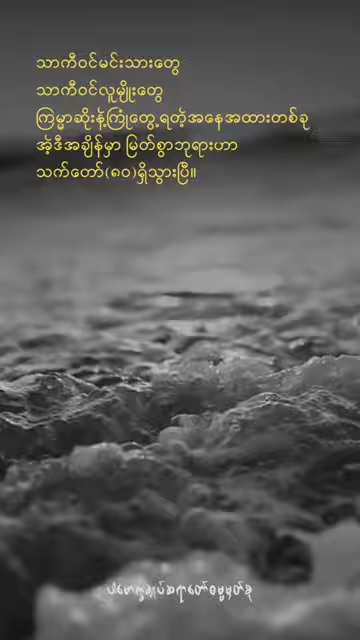 သာကီဝင်မင်းသားတွေ
သာကီဝင်လူမျိုးတွေ
ကြမ္မာဆိုးနဲ့ကြုံတွေ့ရတဲ့အနေအထားတစ်ခု
အဲ့ဒီအချိန်မှာ မြတ်စွာဘုရားဟာ
သက်တော်(၈၀)ရှိသွားပြီ။